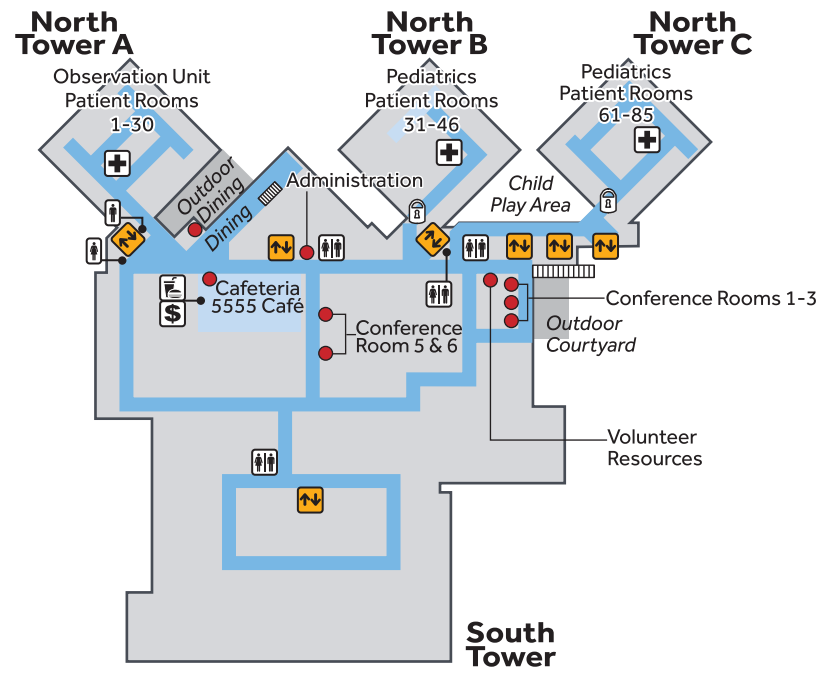 North
Tower A
North
Tower B
North
Tower C
Observation Unit
Patient Rooms
1-30
Pediatrics
Patient Rooms
31-46
Pediatrics
Patient Rooms
61-85
Outdoor
Dining
Dining
Administration
Child
Play Area
Cafeteria
5555 Café
$
Conference
Room 5 & 6
Conference Rooms 1-3
Outdoor
Courtyard
Volunteer
Resources
South
Tower